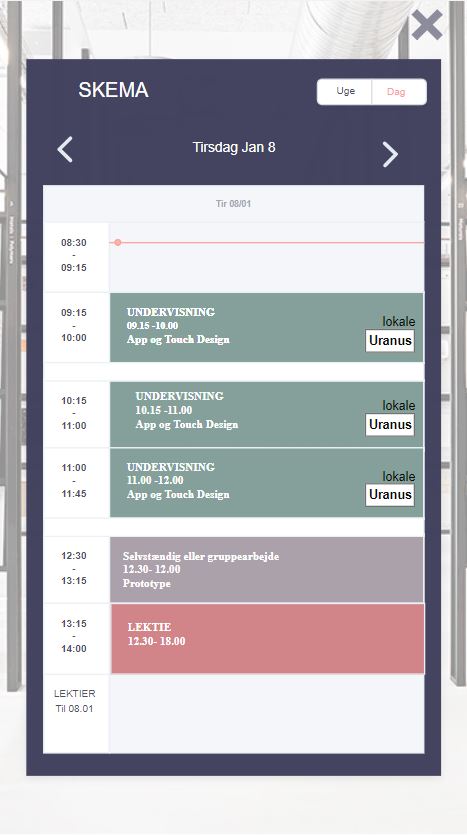 SKEMA
Uge
Dag
Tirsdag Jan 8
Tir 08/01
08:30
-
09:15
09:15
-
10:00
UNDERVISNING
09.15 -10.00
App og Touch Design
lokale
Uranus
10:15
-
11:00
UNDERVISNING
10.15 -11.00
App og Touch Design
lokale
Uranus
11:00
-
11:45
UNDERVISNING
11.00 -12.00
App og Touch Design
lokale
Uranus
12:30
-
13:15
Selvstændig eller gruppearbejde
12.30- 12.00
Prototype
13:15
-
14:00
LEKTIE
12.30- 18.00
LEKTIER
Til 08.01